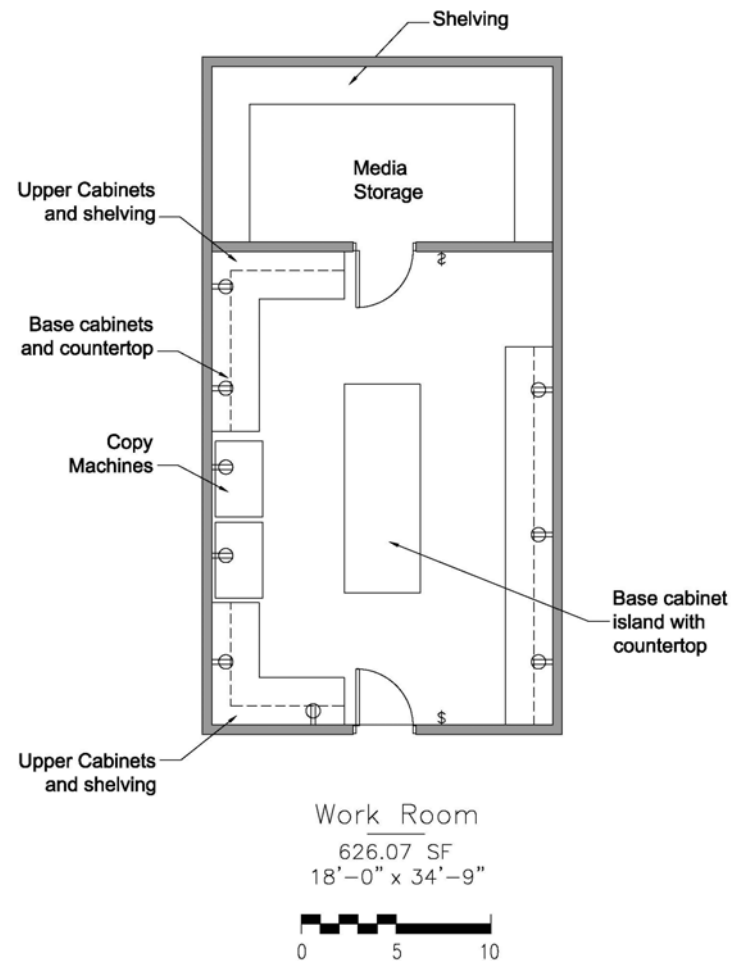 Shelving
Media
Storage
Upper Cabinets
and shelving
Base cabinets
and countertop
Copy
Machines
Base cabinet
island with
countertop
$
$
Upper Cabinets
and shelving
Work Room
626.07 SF
18'-0" x 34'-9"
0 5 10